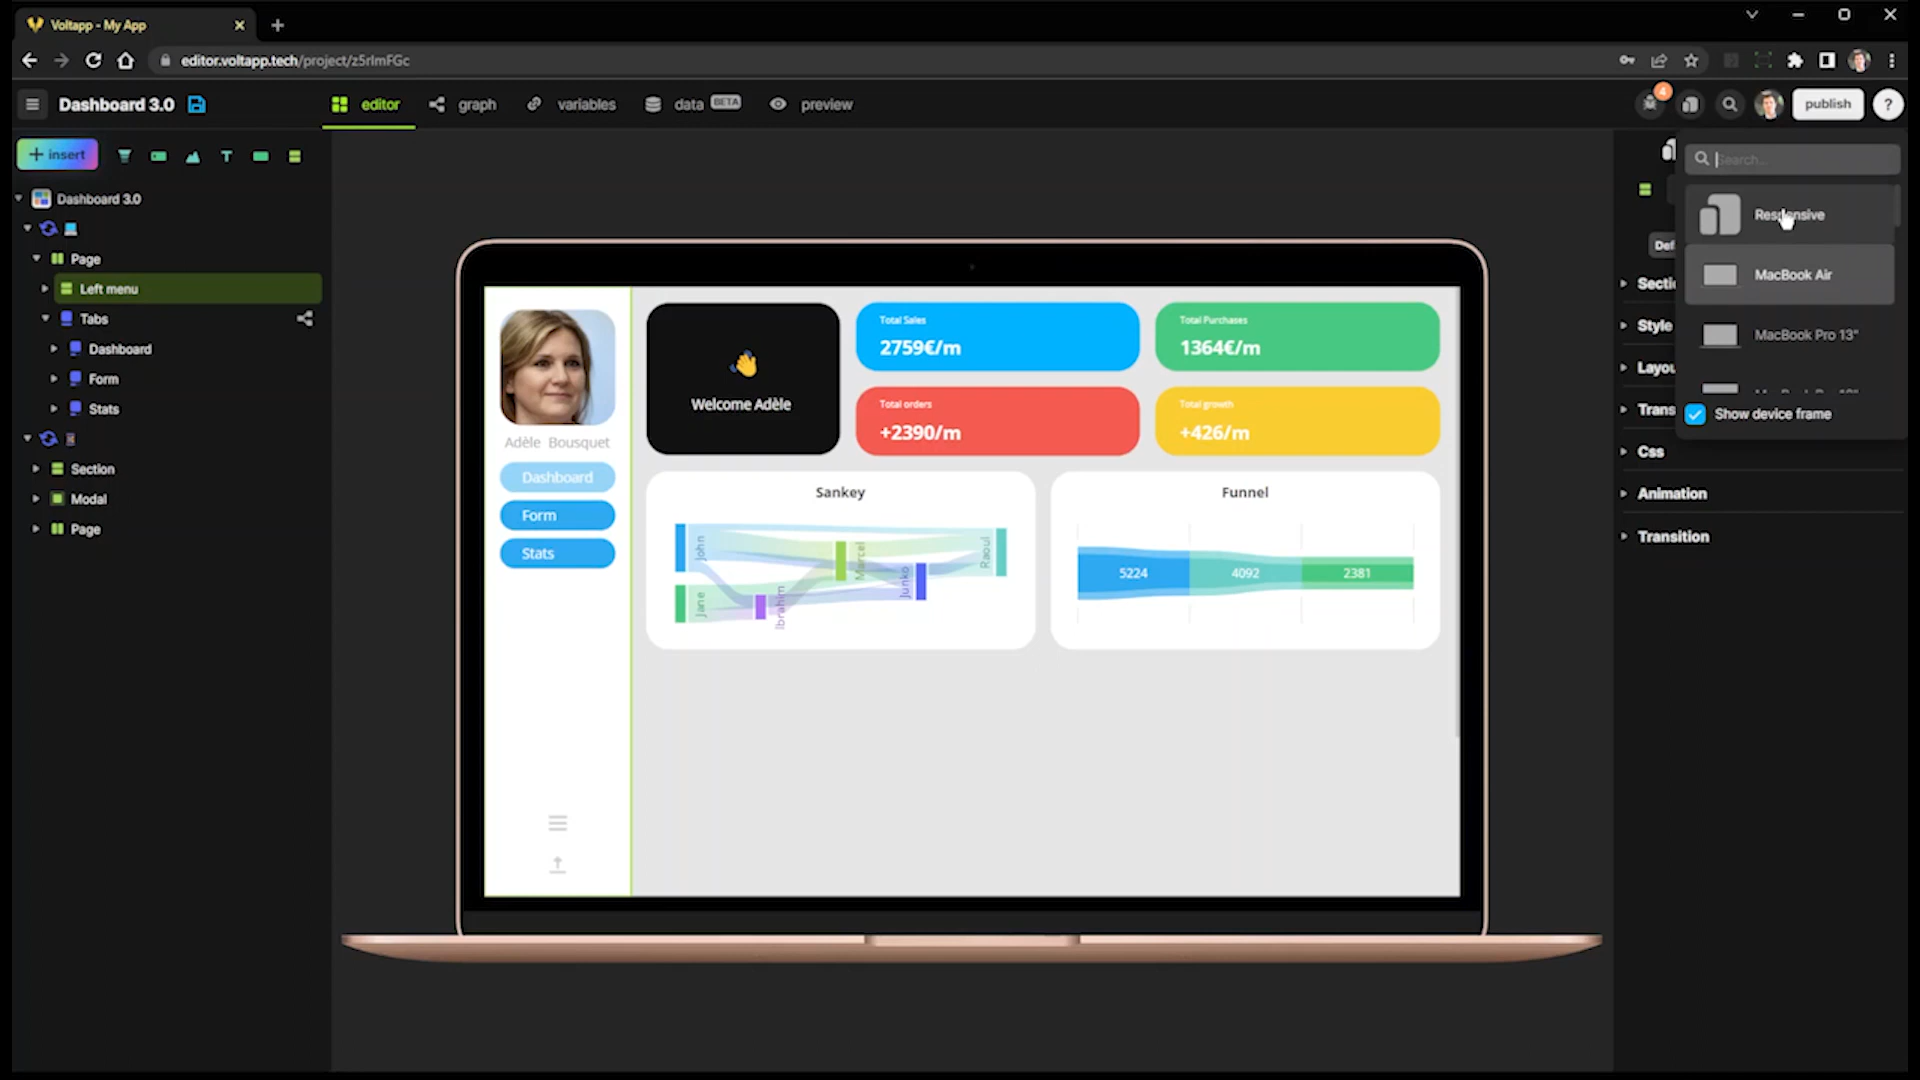 Voltapp - My App
editor.voltapp.tech/project/z5rImFGc
Dashboard 3.0
editor
graph
variables
data BETA
preview
4
publish
?
+ insert
T
Search...
Dashboard 3.0
Responsive
Page
Def
Left menu
MacBook Air
Secti
Tabs
Style
MacBook Pro 13"
Dashboard
Layou
Form
Trans
Show device frame
Stats
Css
Section
Animation
Modal
Transition
Page
Adèle Bousquet
Dashboard
Form
Stats
Welcome Adèle
Total Sales
2759€/m
Total Purchases
1364€/m
Total orders
+2390/m
Total growth
+426/m
Sankey
John
Jane
Ibrahim
Marcel
Junko
Raoul
Funnel
5224
4092
2381